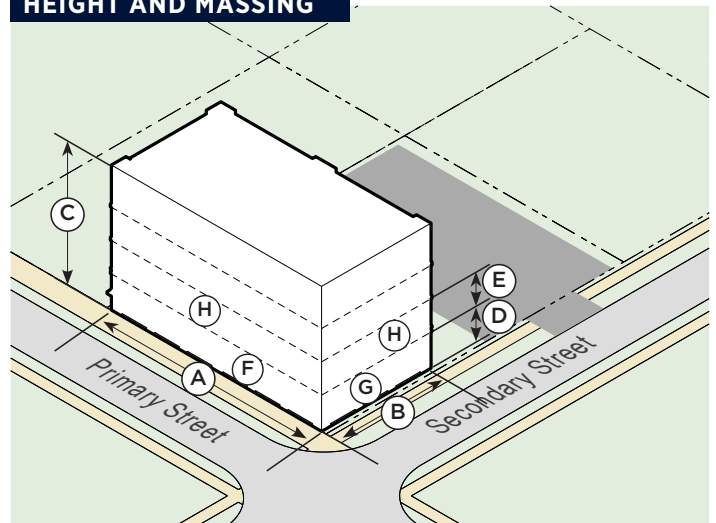 HEIGHT AND MASSING
C
E
D
H
H
F
A
G
B
Primary Street
Secondary Street